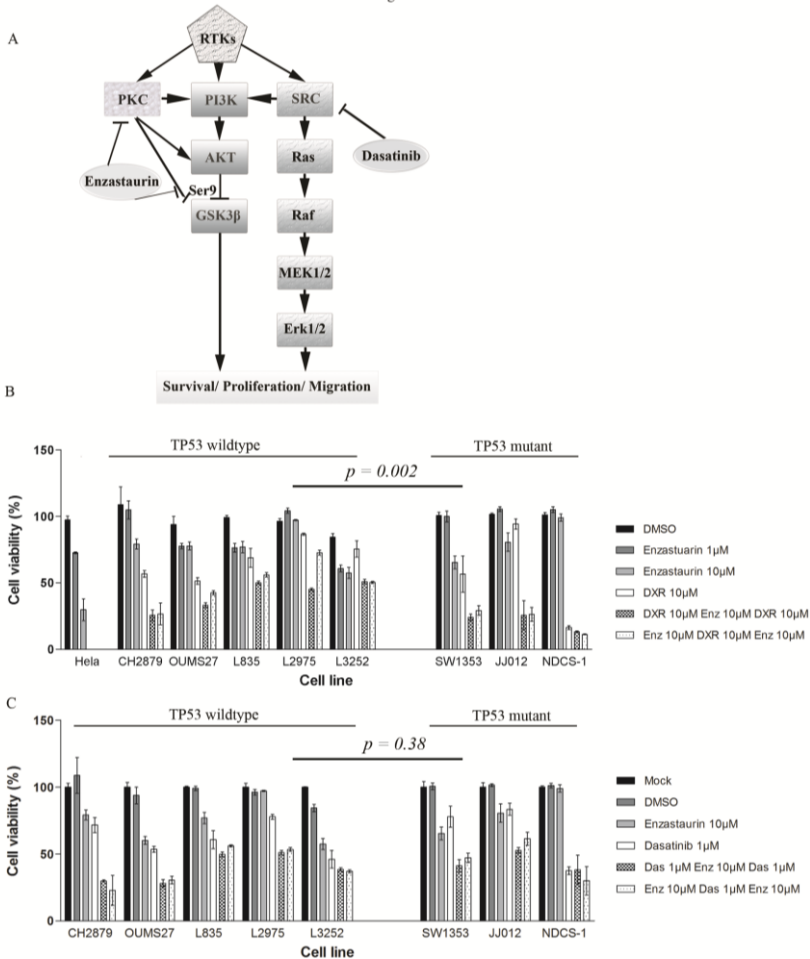 A
RTKs
PKC
PI3K
SRC
AKT
Ras
Dasatinib
Enzastaurin
Ser9
GSK3β
Raf
MEK1/2
Erk1/2
Survival/ Proliferation/ Migration
B
TP53 wildtype
TP53 mutant
p = 0.002
Cell viability (%)
150
100
50
0
Hela
CH2879
OUMS27
L835
L2975
L3252
SW1353
JJ012
NDCS-1
Cell line
DMSO
Enzastuarin 1µM
Enzastaurin 10µM
DXR 10µM
DXR 10µM Enz 10µM DXR 10µM
Enz 10µM DXR 10µM Enz 10µM
C
TP53 wildtype
TP53 mutant
p = 0.38
Cell viability (%)
150
100
50
0
CH2879
OUMS27
L835
L2975
L3252
SW1353
JJ012
NDCS-1
Cell line
Mock
DMSO
Enzastaurin 10µM
Dasatinib 1µM
Das 1µM Enz 10µM Das 1µM
Enz 10µM Das 1µM Enz 10µM